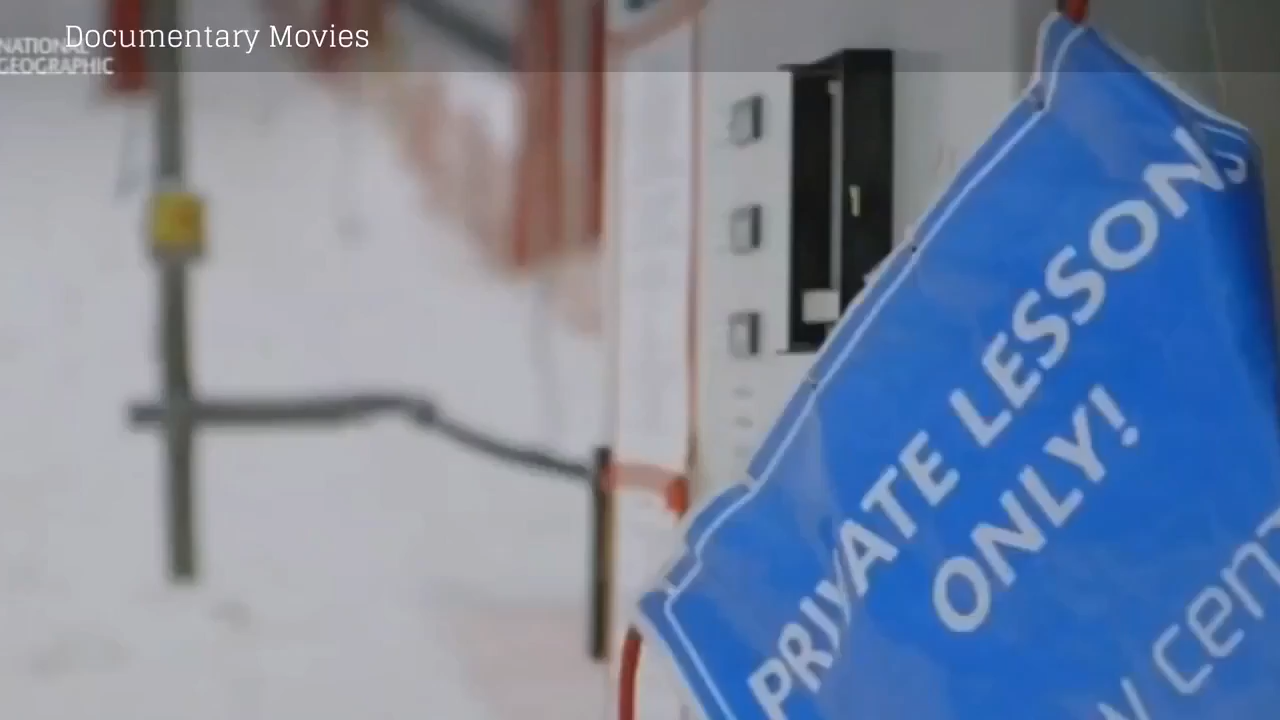 Documentary Movies
NATIONAL
GEOGRAPHIC
PRIVATE LESSONS
ONLY!